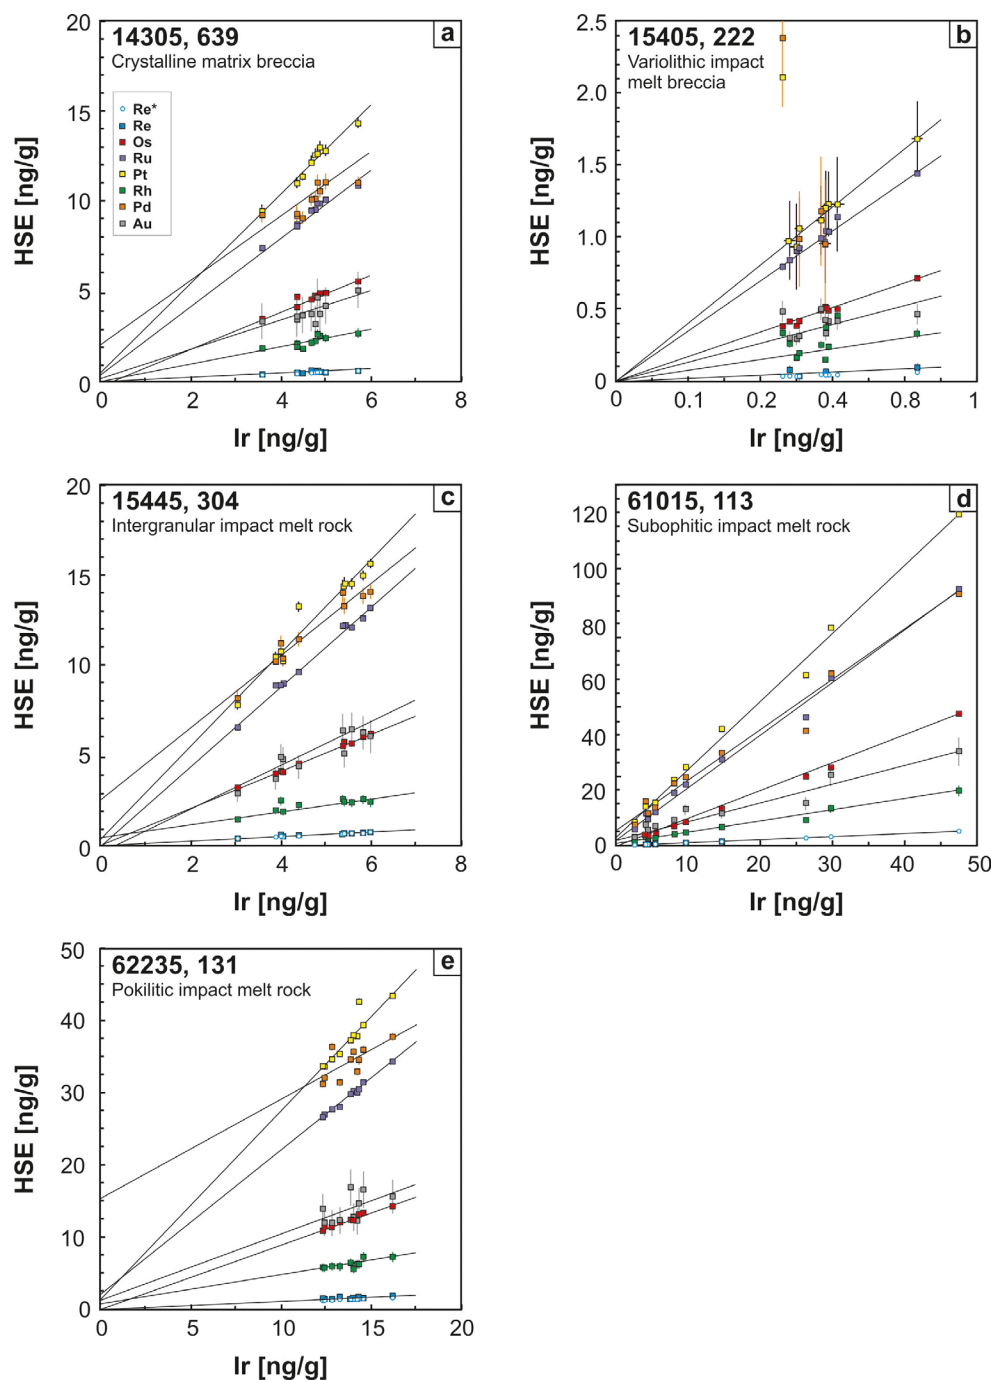 a
14305, 639
Crystalline matrix breccia
Re*
Re
Os
Ru
Pt
Rh
Pd
Au
20
15
10
5
0
HSE [ng/g]
0
2
4
6
8
Ir [ng/g]
b
15405, 222
Variolithic impact
melt breccia
2.5
2.0
1.2
1.0
0.5
0
HSE [ng/g]
0
0.1
0.2
0.4
0.8
1
Ir [ng/g]
c
15445, 304
Intergranular impact melt rock
20
15
10
5
0
HSE [ng/g]
0
2
4
6
8
Ir [ng/g]
d
61015, 113
Subophitic impact melt rock
120
100
80
60
40
20
10
0
HSE [ng/g]
0
10
20
30
40
50
Ir [ng/g]
e
62235, 131
Pokilitic impact melt rock
50
40
30
20
10
0
HSE [ng/g]
0
5
10
15
20
Ir [ng/g]